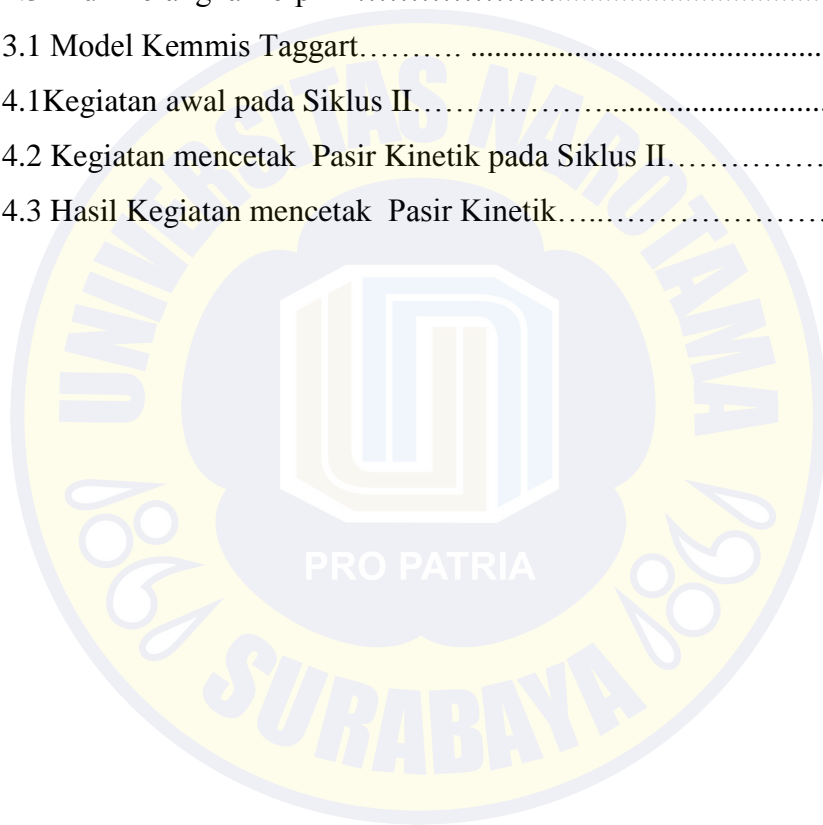 3.1 Model Kemmis Taggart………. ..............................................
4.1Kegiatan awal pada Siklus II………………..............................
4.2 Kegiatan mencetak Pasir Kinetik pada Siklus II……………
4.3 Hasil Kegiatan mencetak Pasir Kinetik…..…………………
UNIVERSITAS NAROTAMA
PRO PATRIA
SURABAYA